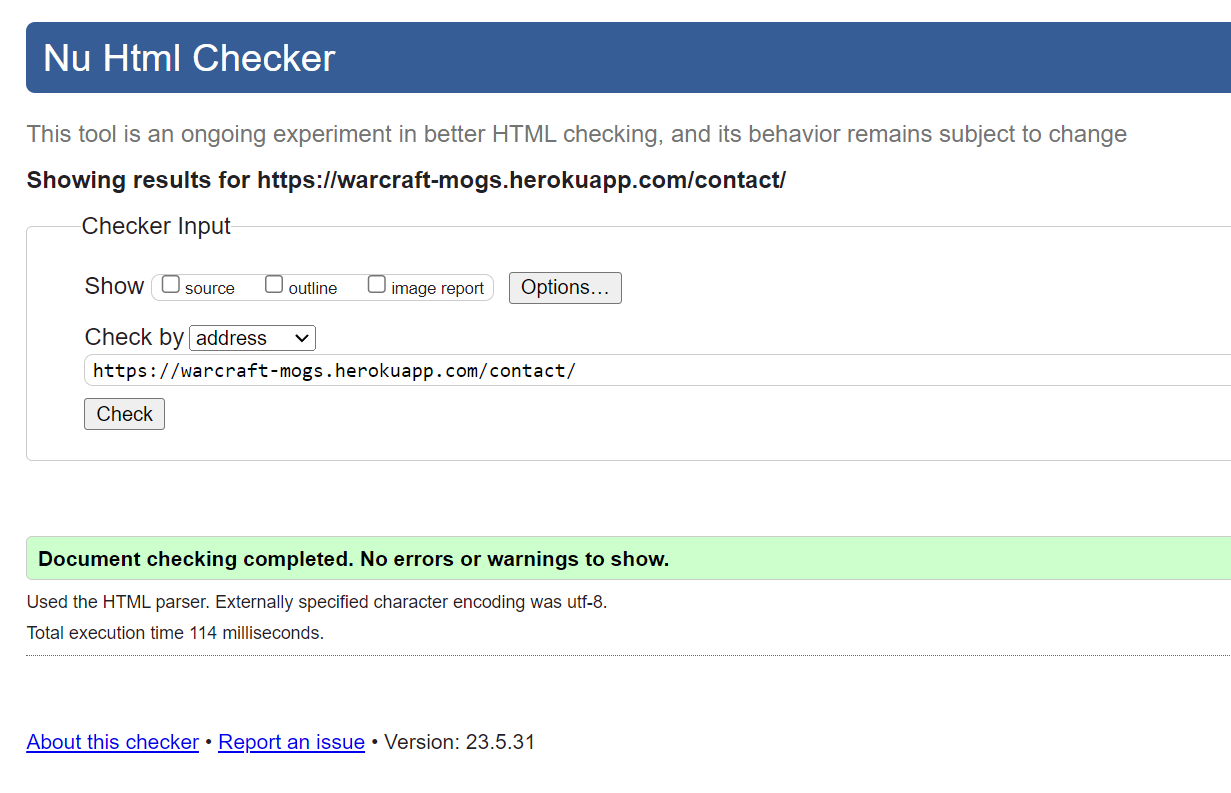 Nu Html Checker
This tool is an ongoing experiment in better HTML checking, and its behavior remains subject to change
Showing results for https://warcraft-mogs.herokuapp.com/contact/
Checker Input
Show source outline image report Options...
Check by address
https://warcraft-mogs.herokuapp.com/contact/
Check
Document checking completed. No errors or warnings to show.
Used the HTML parser. Externally specified character encoding was utf-8.
Total execution time 114 milliseconds.
About this checker • Report an issue • Version: 23.5.31